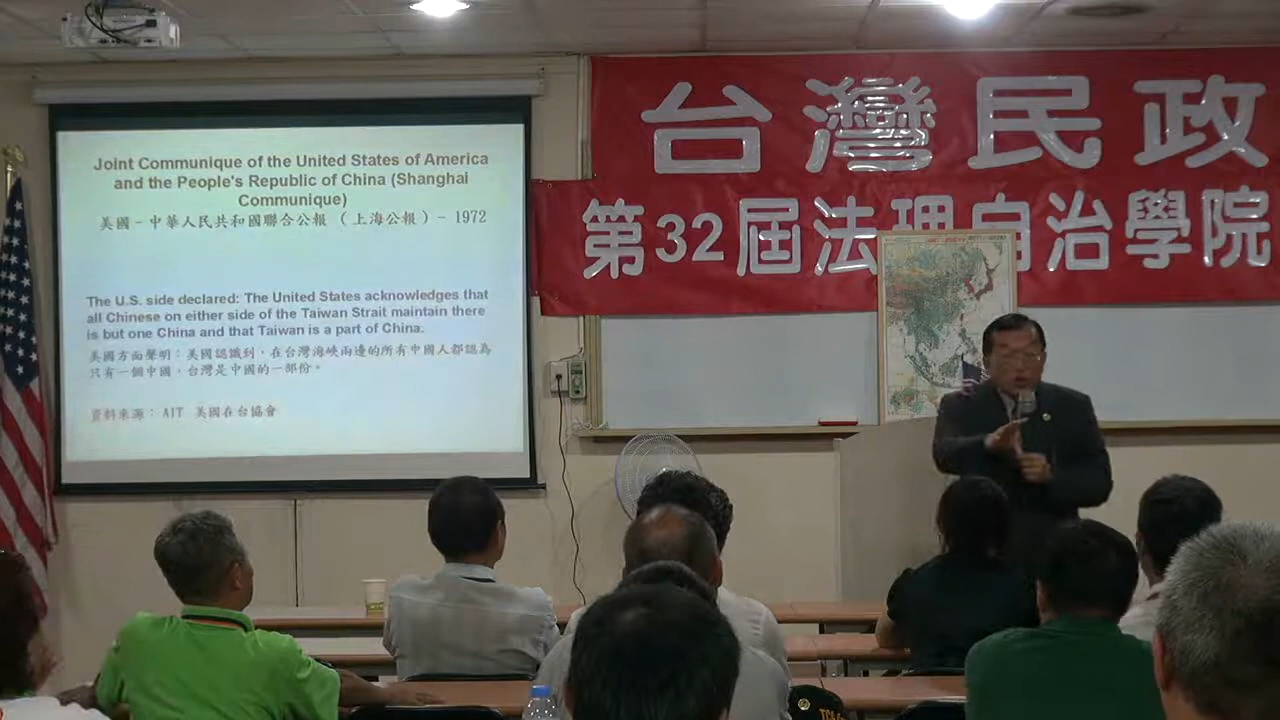 Joint Communique of the United States of America
and the People's Republic of China (Shanghai
Communique)
美國－中華人民共和國聯合公報 （上海公報）－ 1972
The U.S. side declared: The United States acknowledges that
all Chinese on either side of the Taiwan Strait maintain there
is but one China and that Taiwan is a part of China.
美國方面聲明：美國認識到，在台灣海峽兩邊的所有中國人都認為
只有一個中國，台灣是中國的一部份。
資料來源： AIT 美國在台協會
台灣民政
第32屆法理自治學院